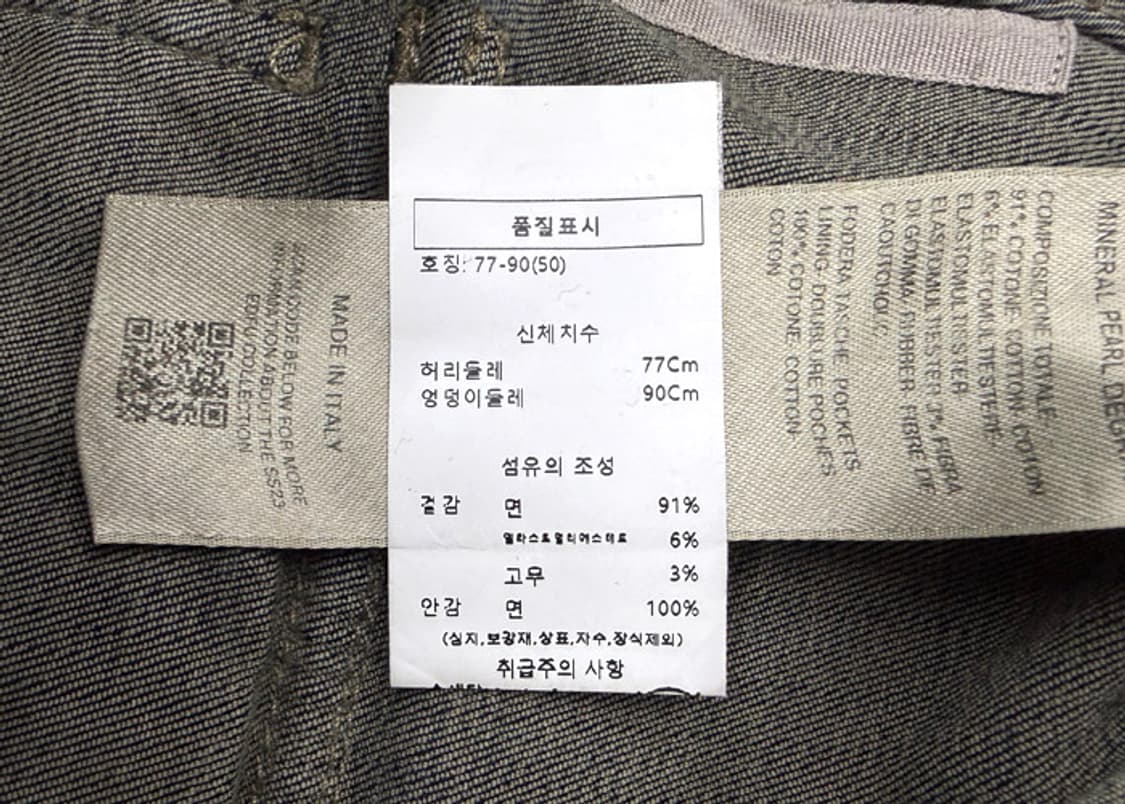 품질표시
호칭: 77-90(50)
신체치수
허리둘레 77Cm
엉덩이둘레 90Cm
섬유의 조성
겉감 면 91%
엘라스토멀티에스테르 6%
고무 3%
안감 면 100%
(심지,보강재,상표,자수,장식제외)
취급주의 사항
MADE IN ITALY
SCAN CODE BELOW FOR MORE
INFORMATION ABOUT THE SS23
COLLECTION
MINERAL PEARL
COMPOSIZIONE TOTALE
91% COTONE COTTON COTON
6% ELASTOMULTIESTERE
ELASTOMULTIESTER
ELASTOMULTIESTER 3% FIBRA
DI GOMMA RUBBER FIBRE DE
CAOUTCHOUC
FODERA TASCHE POCKETS
LINING DOUBLURE POCHES
100% COTONE COTTON
COTON